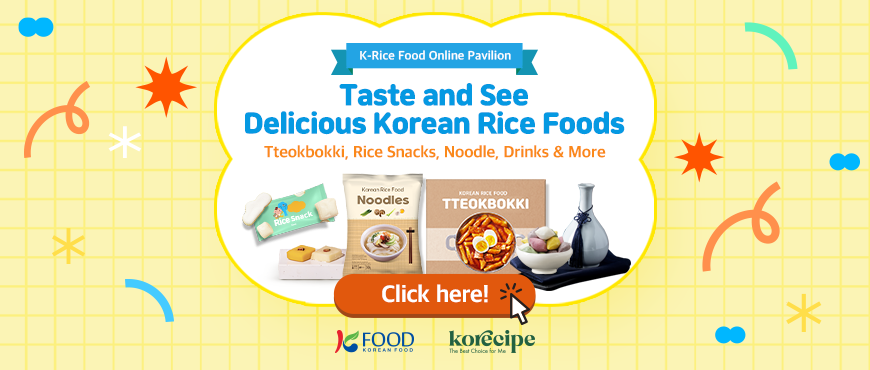 K-Rice Food Online Pavilion
Taste and See
Delicious Korean Rice Foods
Tteokbokki, Rice Snacks, Noodle, Drinks & More
Rice Snack
Korean Rice Food
Noodles
KOREAN RICE FOOD
TTEOKBOKKI
Click here!
K FOOD
KOREAN FOOD
korecipe
The Best Choice for Me